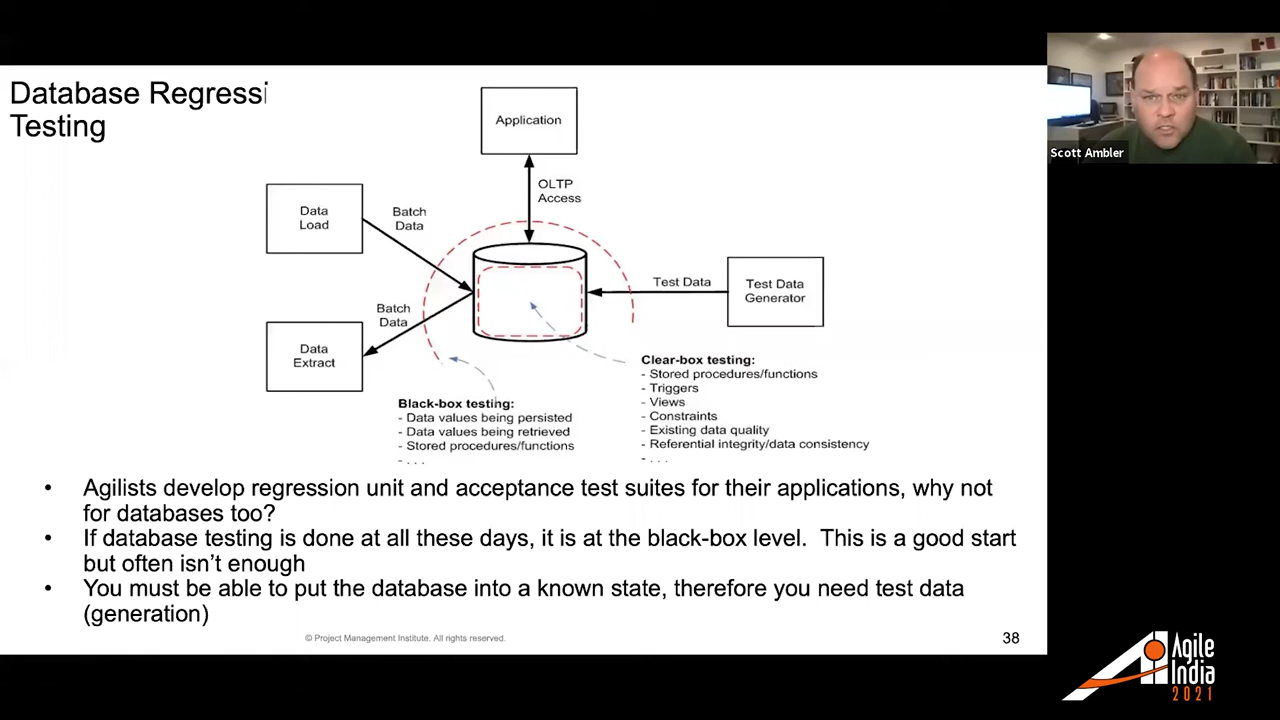 Database Regressi
Testing
Application
OLTP
Access
Data
Load
Batch
Data
Test Data
Test Data
Generator
Batch
Data
Data
Extract
Clear-box testing:
- Stored procedures/functions
- Triggers
- Views
- Constraints
- Existing data quality
- Referential integrity/data consistency
- . . .
Black-box testing:
- Data values being persisted
- Data values being retrieved
- Stored procedures/functions
- . . .
• Agilists develop regression unit and acceptance test suites for their applications, why not
for databases too?
• If database testing is done at all these days, it is at the black-box level.  This is a good start
but often isn’t enough
• You must be able to put the database into a known state, therefore you need test data
(generation)
© Project Management Institute. All rights reserved.
38
Scott Ambler
Agile
India
2021